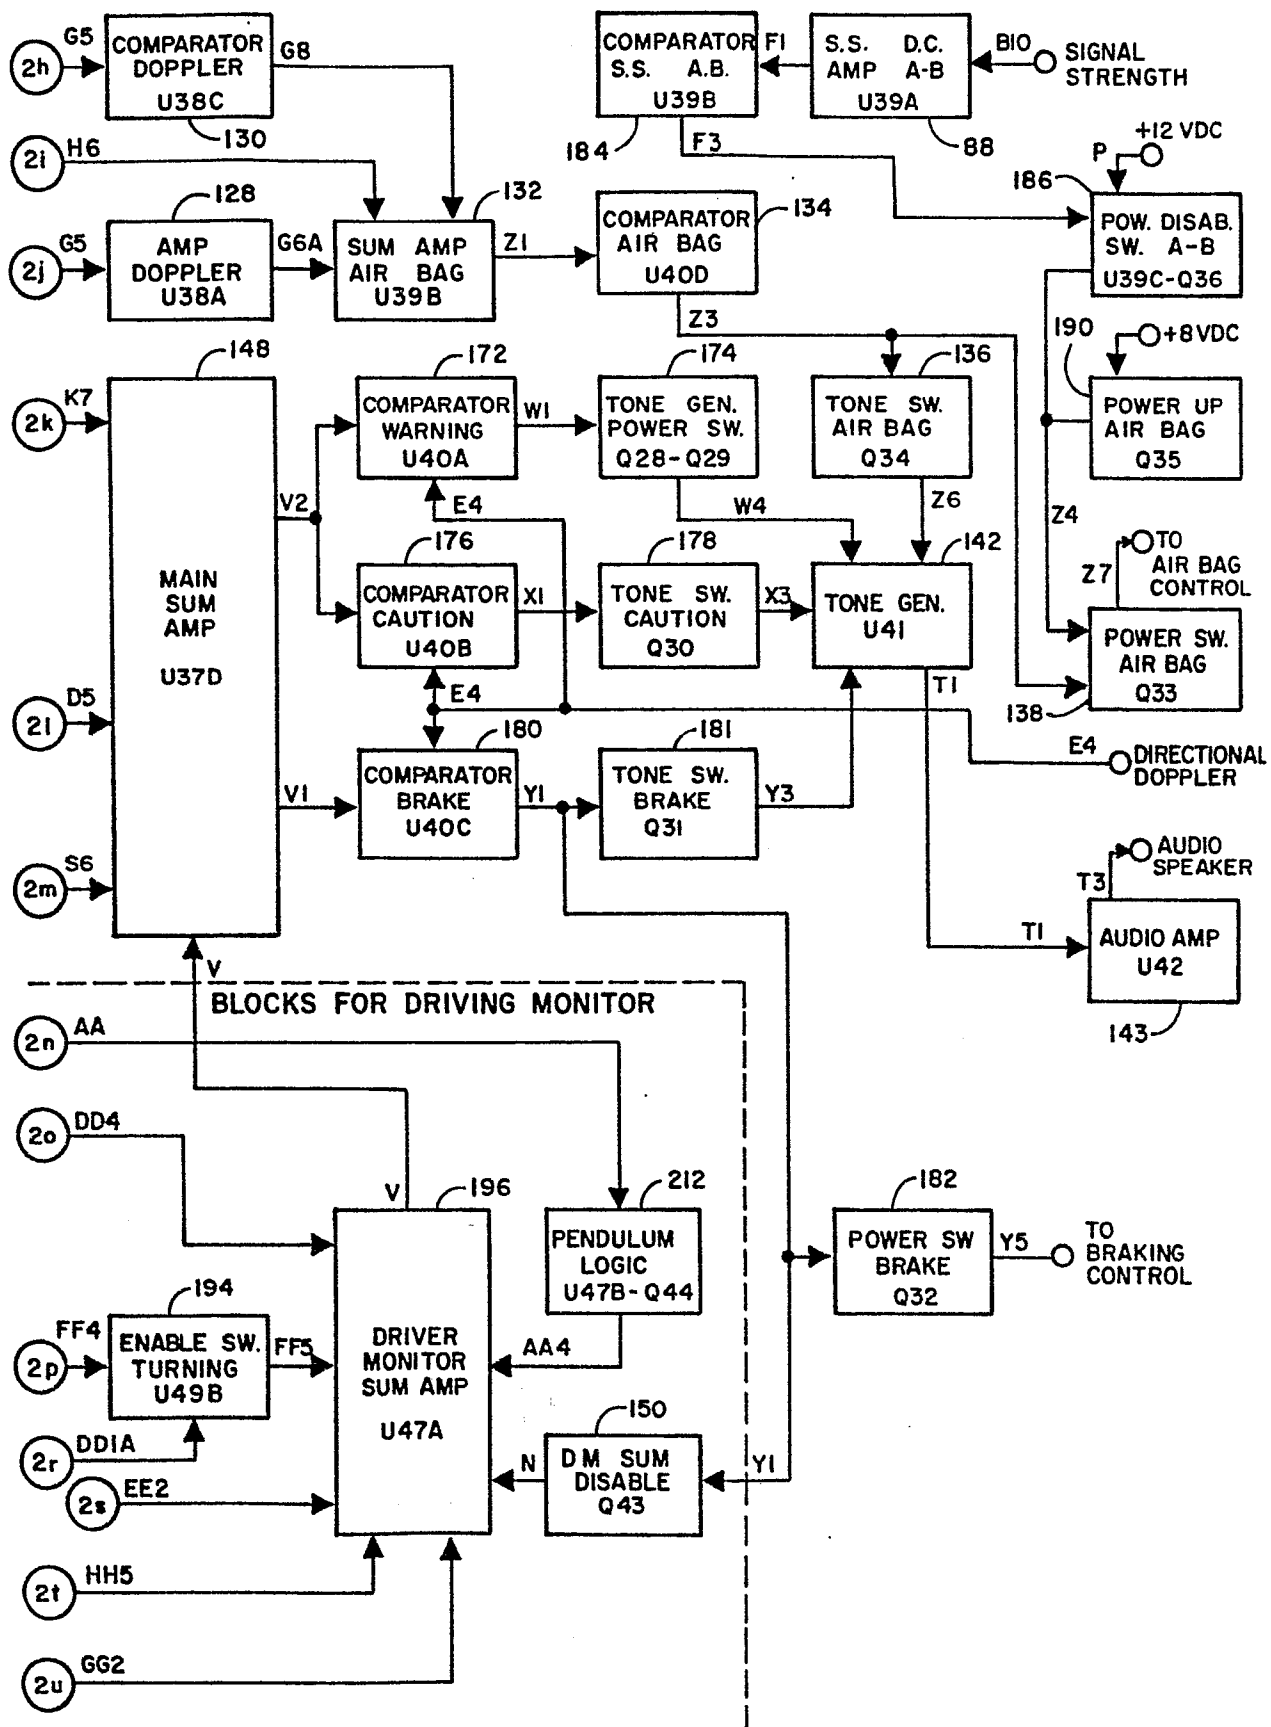 2h
G5
COMPARATOR
DOPPLER
U38C
130
G8
COMPARATOR
S.S. A.B.
U39B
184
F1
S.S. D.C.
AMP A-B
U39A
88
B10
SIGNAL
STRENGTH
2i
H6
F3
P
+12 VDC
186
POW. DISAB.
SW. A-B
U39C-Q36
2j
G5
128
AMP
DOPPLER
U38A
G6A
132
SUM AMP
AIR BAG
U39B
Z1
134
COMPARATOR
AIR BAG
U40D
Z3
190
+8 VDC
POWER UP
AIR BAG
Q35
Z4
148
2k
K7
MAIN
SUM
AMP
U37D
V2
172
COMPARATOR
WARNING
U40A
W1
174
TONE GEN.
POWER SW.
Q28-Q29
W4
136
TONE SW.
AIR BAG
Q34
Z6
E4
176
COMPARATOR
CAUTION
U40B
X1
178
TONE SW.
CAUTION
Q30
X3
142
TONE GEN.
U41
T1
Z7
TO
AIR BAG
CONTROL
POWER SW.
AIR BAG
Q33
138
2l
D5
E4
E4
DIRECTIONAL
DOPPLER
V1
180
COMPARATOR
BRAKE
U40C
Y1
181
TONE SW.
BRAKE
Q31
Y3
2m
S6
AUDIO
SPEAKER
T3
T1
AUDIO AMP
U42
143
V
BLOCKS FOR DRIVING MONITOR
2n
AA
2o
DD4
V
196
DRIVER
MONITOR
SUM AMP
U47A
212
PENDULUM
LOGIC
U47B-Q44
AA4
182
POWER SW
BRAKE
Q32
Y5
TO
BRAKING
CONTROL
194
2p
FF4
ENABLE SW.
TURNING
U49B
FF5
2r
DD1A
150
DM SUM
DISABLE
Q43
N
Y1
2s
EE2
2t
HH5
2u
GG2